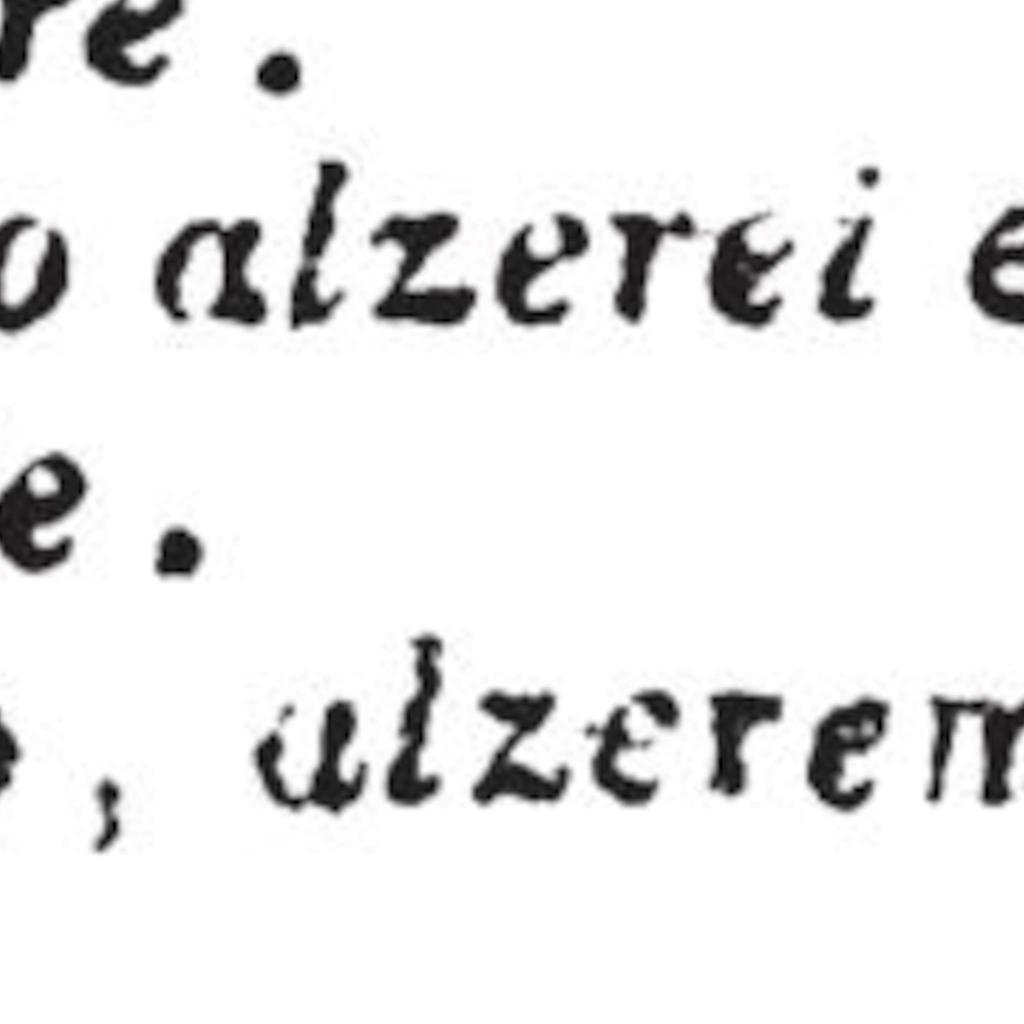 re .
o alzerei e
e .
, alzerem